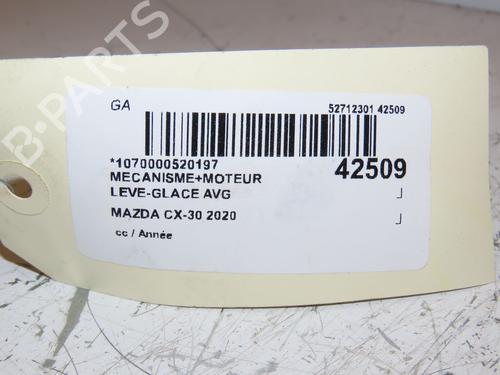 GA
52712301 42509
*1070000520197
42509
MECANISME+MOTEUR
LEVE-GLACE AVG
MAZDA CX-30 2020
cc / Année
B-PARTS